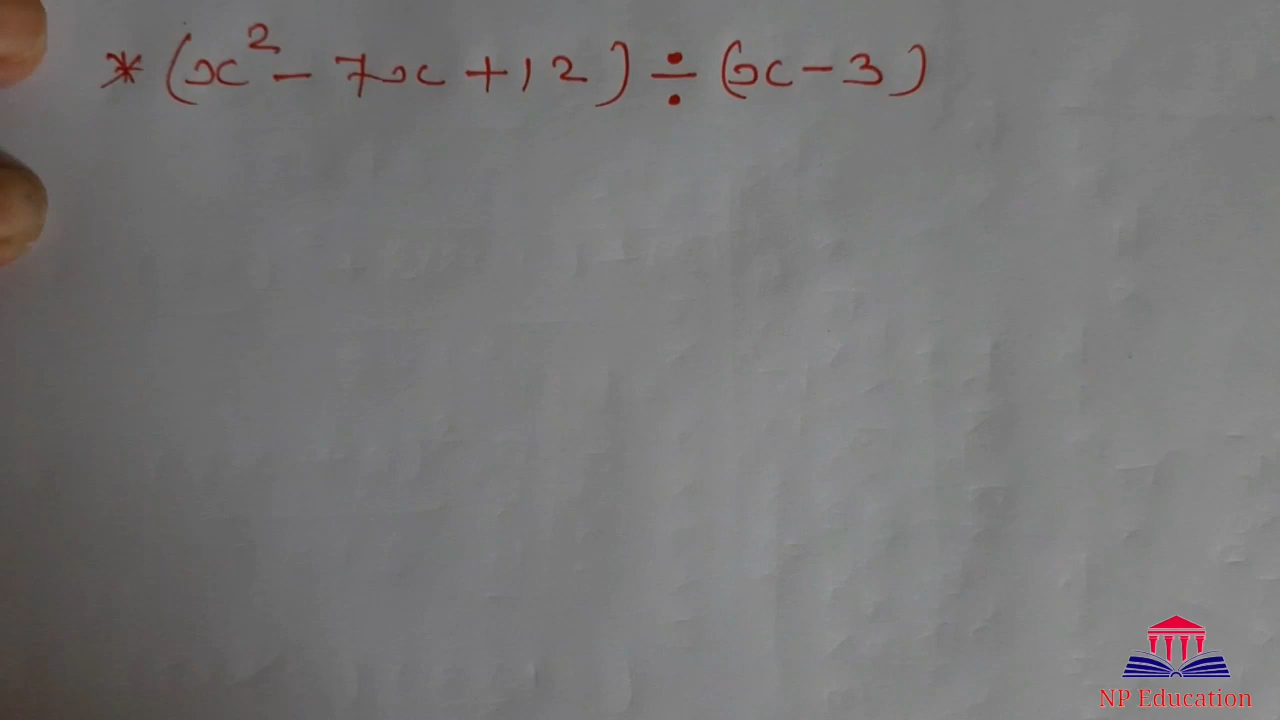 * (x² - 7x + 12) ÷ (x - 3)
NP Education